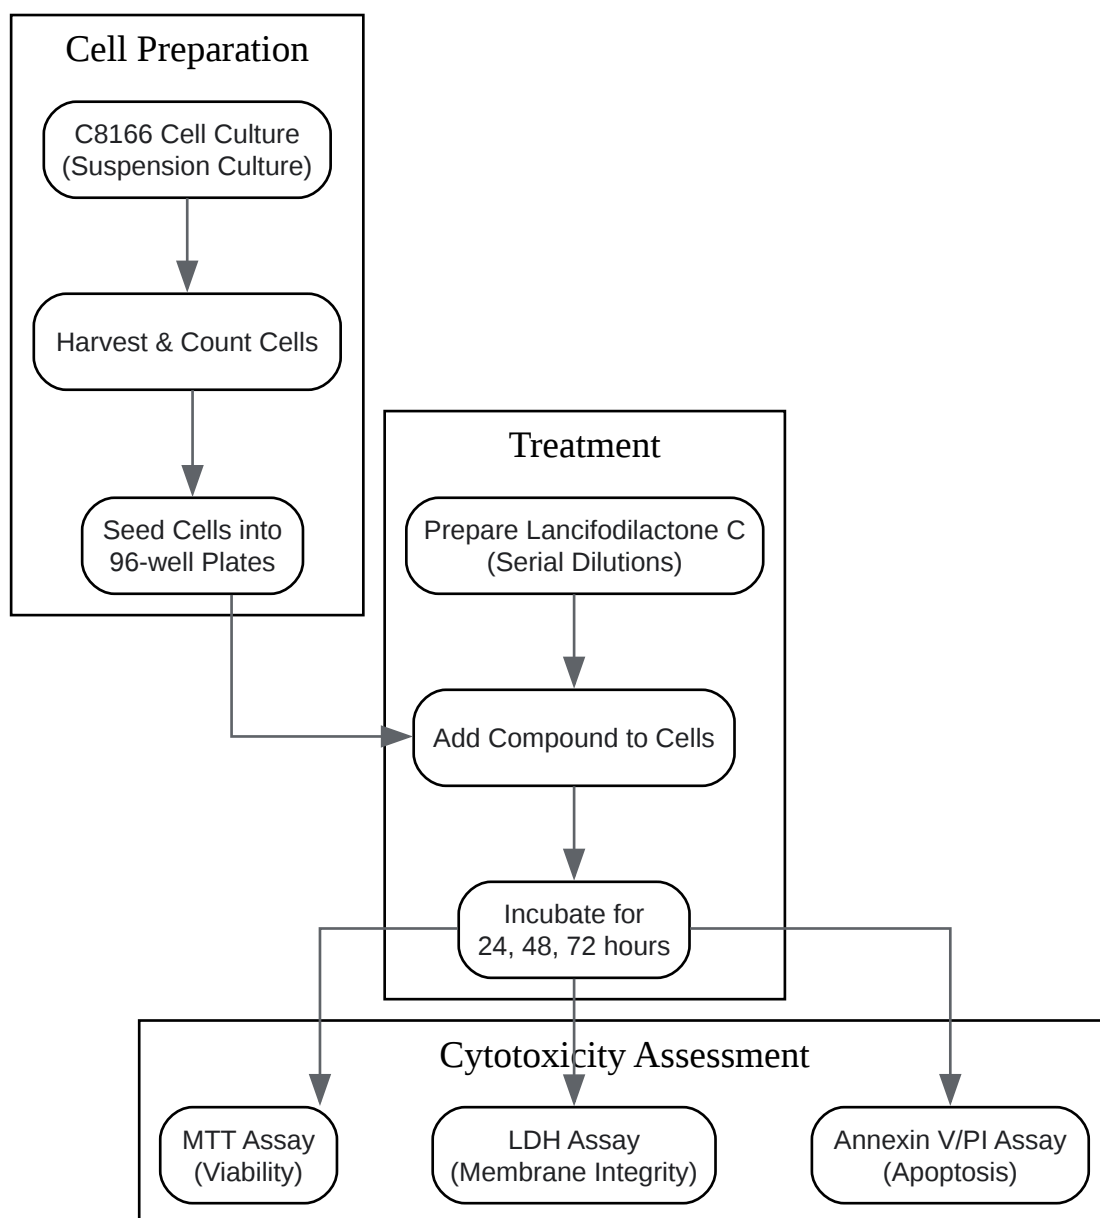 Cell Preparation
C8166 Cell Culture
(Suspension Culture)
Harvest & Count Cells
Seed Cells into
96-well Plates
Treatment
Prepare Lancifodilactone C
(Serial Dilutions)
Add Compound to Cells
Incubate for
24, 48, 72 hours
Cytotoxicity Assessment
MTT Assay
(Viability)
LDH Assay
(Membrane Integrity)
Annexin V/PI Assay
(Apoptosis)